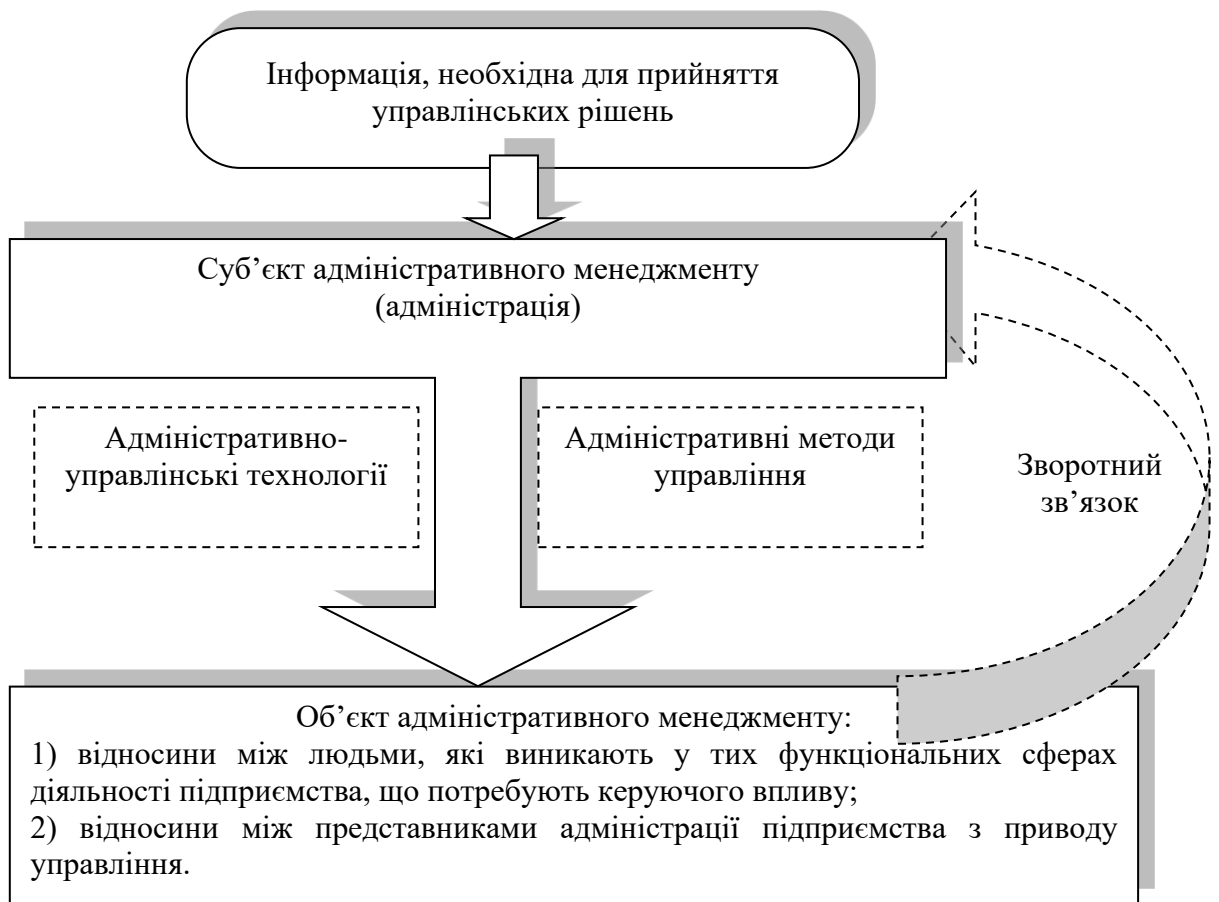 Інформація, необхідна для прийняття
управлінських рішень
Суб’єкт адміністративного менеджменту
(адміністрація)
Адміністративно-
управлінські технології
Адміністративні методи
управління
Зворотний
зв’язок
Об’єкт адміністративного менеджменту:
1) відносини між людьми, які виникають у тих функціональних сферах
діяльності підприємства, що потребують керуючого впливу;
2) відносини між представниками адміністрації підприємства з приводу
управління.